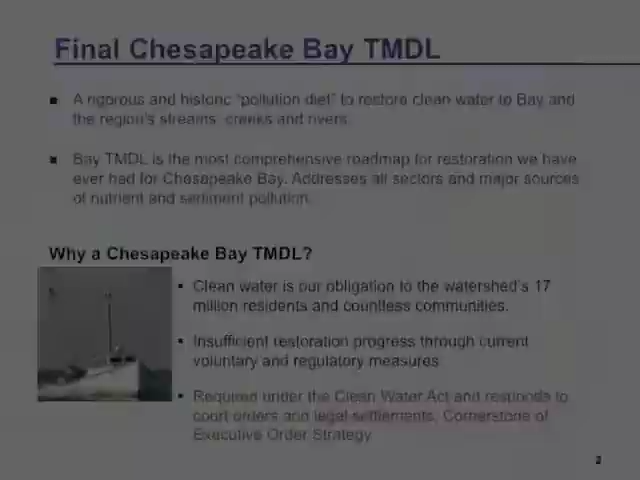 Final Chesapeake Bay TMDL
▪ A rigorous and historic "pollution diet" to restore clean water to Bay and
the region's streams, creeks and rivers.
▪ Bay TMDL is the most comprehensive roadmap for restoration we have
ever had for Chesapeake Bay. Addresses all sectors and major sources
of nutrient and sediment pollution.
Why a Chesapeake Bay TMDL?
▪ Clean water is our obligation to the watershed's 17
million residents and countless communities.
▪ Insufficient restoration progress through current
voluntary and regulatory measures
▪ Required under the Clean Water Act and responds to
court orders and legal settlements, Cornerstone of
Executive Order Strategy
2